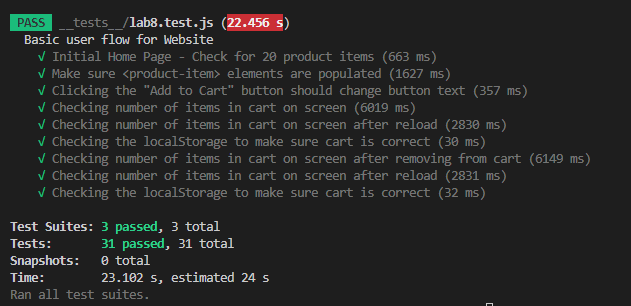 PASS __tests__/lab8.test.js (22.456 s)
Basic user flow for Website
√ Initial Home Page - Check for 20 product items (663 ms)
√ Make sure <product-item> elements are populated (1627 ms)
√ Clicking the "Add to Cart" button should change button text (357 ms)
√ Checking number of items in cart on screen (6019 ms)
√ Checking number of items in cart on screen after reload (2830 ms)
√ Checking the localStorage to make sure cart is correct (30 ms)
√ Checking number of items in cart on screen after removing from cart (6149 ms)
√ Checking number of items in cart on screen after reload (2831 ms)
√ Checking the localStorage to make sure cart is correct (32 ms)
Test Suites: 3 passed, 3 total
Tests: 31 passed, 31 total
Snapshots: 0 total
Time: 23.102 s, estimated 24 s
Ran all test suites.